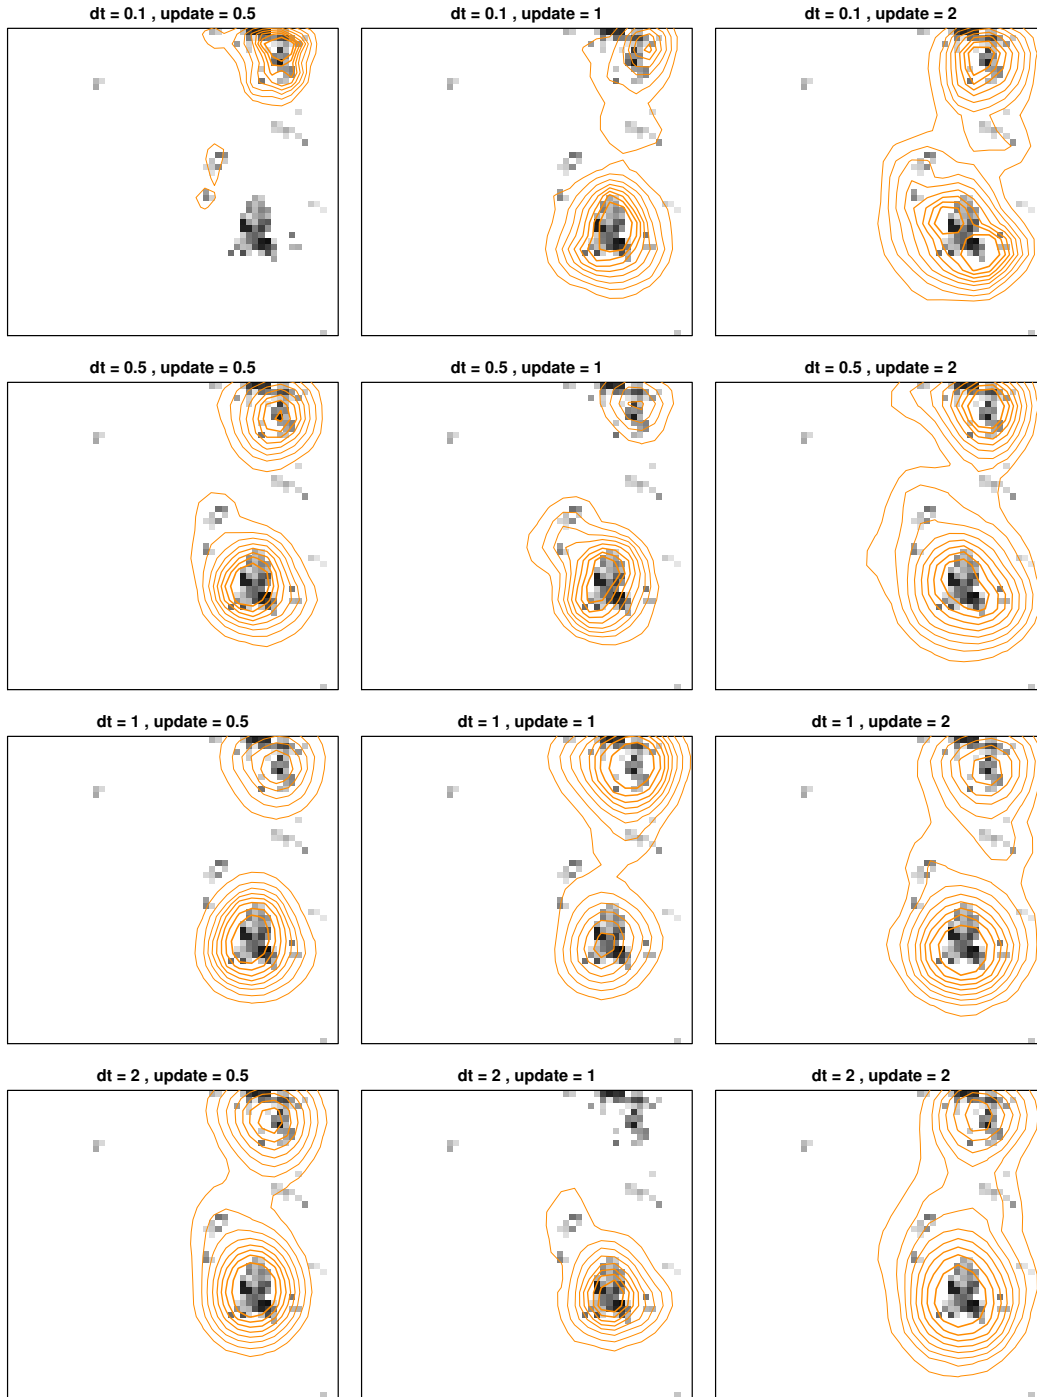 dt = 0.1 , update = 0.5
dt = 0.1 , update = 1
dt = 0.1 , update = 2
dt = 0.5 , update = 0.5
dt = 0.5 , update = 1
dt = 0.5 , update = 2
dt = 1 , update = 0.5
dt = 1 , update = 1
dt = 1 , update = 2
dt = 2 , update = 0.5
dt = 2 , update = 1
dt = 2 , update = 2